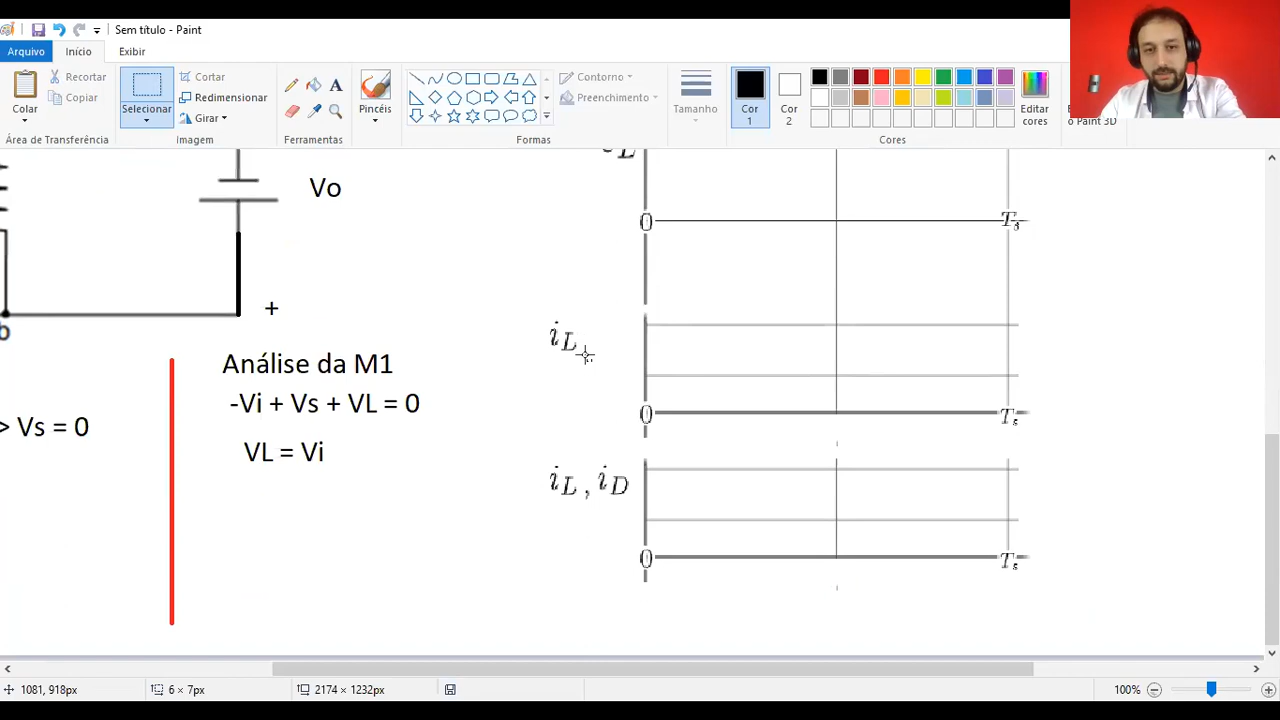 Sem título - Paint
Arquivo
Início
Exibir
Colar
Recortar
Copiar
Área de Transferência
Selecionar
Cortar
Redimensionar
Girar
Imagem
Ferramentas
Pincéis
Formas
Contorno
Preenchimento
Tamanho
Cor 1
Cor 2
Cores
Editar cores
o Paint 3D
Vo
+
b
> Vs = 0
Análise da M1
-Vi + Vs + VL = 0
VL = Vi
0
Ts
iL
0
Ts
iL , iD
0
Ts
1081, 918px
6 × 7px
2174 × 1232px
100%